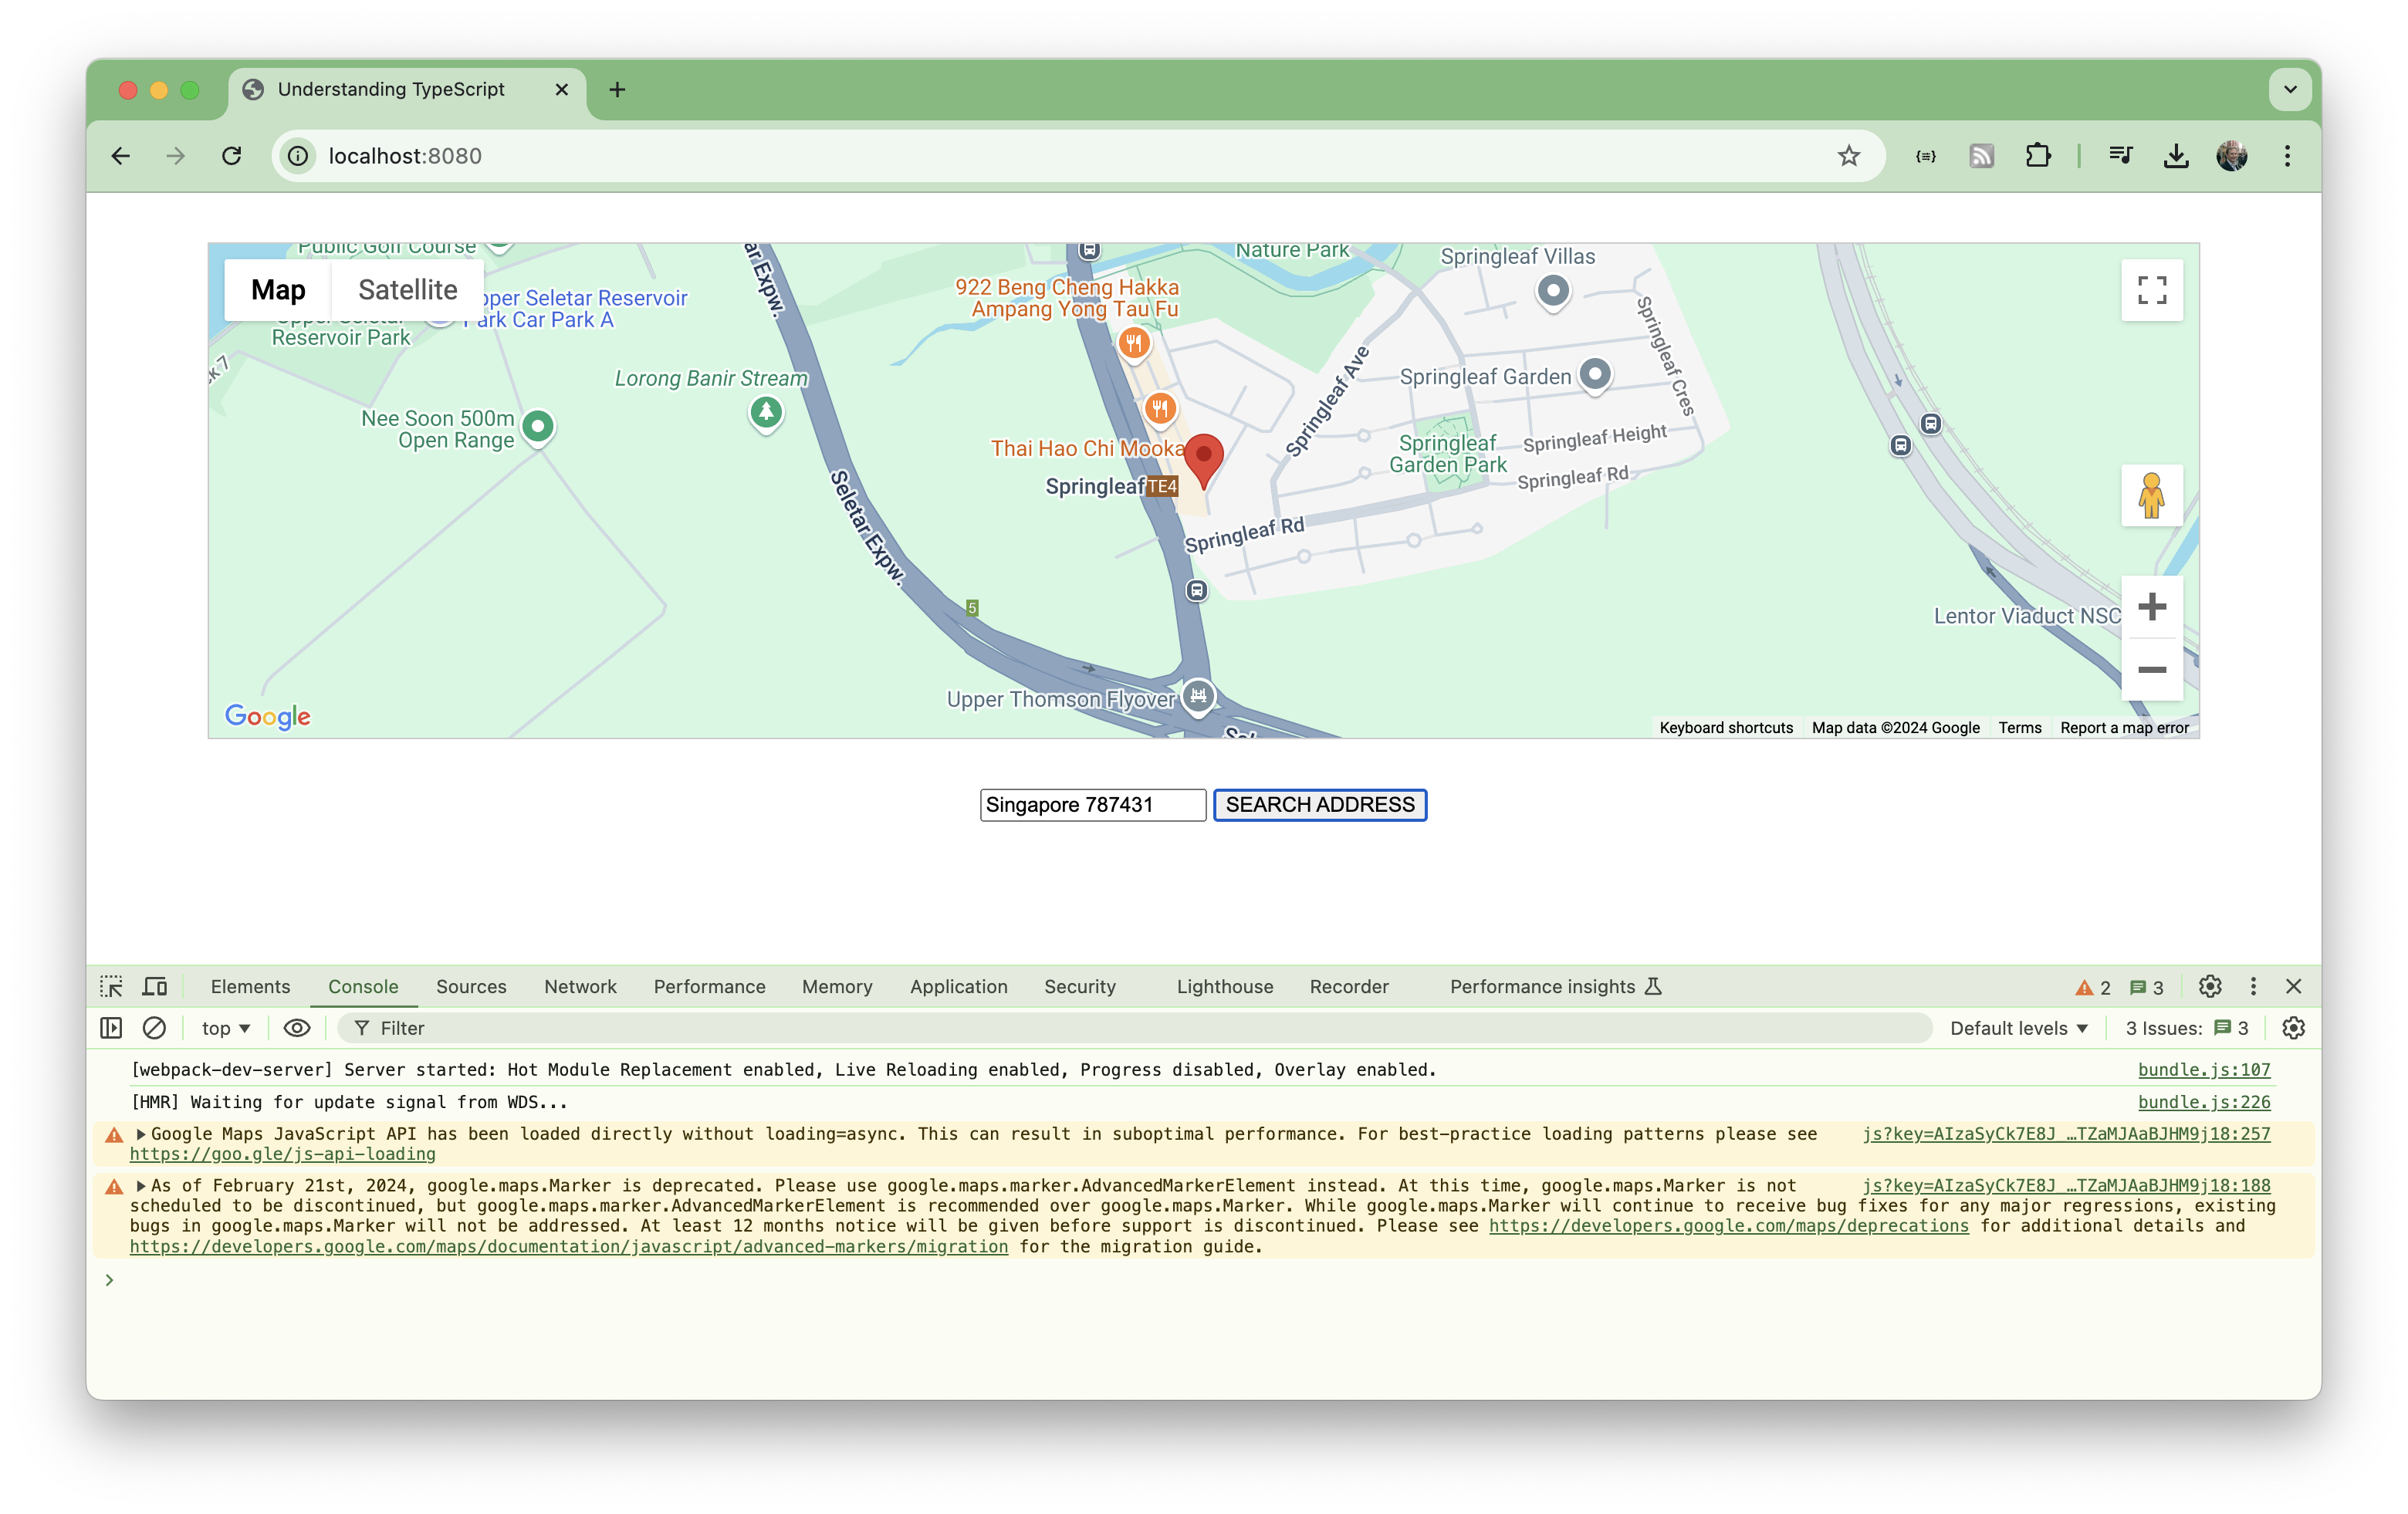 Understanding TypeScript
localhost:8080
Public Golf Course
Map
Satellite
Upper Seletar Reservoir
Park Car Park A
Upper Seletar
Reservoir Park
Nee Soon 500m
Open Range
Lorong Banir Stream
ar Expw.
Seletar Expw.
5
922 Beng Cheng Hakka
Ampang Yong Tau Fu
Thai Hao Chi Mooka
Springleaf TE4
Nature Park
Springleaf Villas
Springleaf Cres
Springleaf Ave
Springleaf Garden
Springleaf
Garden Park
Springleaf Height
Springleaf Rd
Springleaf Rd
Lentor Viaduct NSC
Upper Thomson Flyover
Sel
Google
Keyboard shortcuts
Map data ©2024 Google
Terms
Report a map error
Singapore 787431
SEARCH ADDRESS
Elements
Console
Sources
Network
Performance
Memory
Application
Security
Lighthouse
Recorder
Performance insights
2
3
top
Filter
Default levels
3 Issues: 3
[webpack-dev-server] Server started: Hot Module Replacement enabled, Live Reloading enabled, Progress disabled, Overlay enabled.
bundle.js:107
[HMR] Waiting for update signal from WDS...
bundle.js:226
Google Maps JavaScript API has been loaded directly without loading=async. This can result in suboptimal performance. For best-practice loading patterns please see
js?key=AIzaSyCk7E8J_…TZaMJAaBJHM9j18:257
https://goo.gle/js-api-loading
As of February 21st, 2024, google.maps.Marker is deprecated. Please use google.maps.marker.AdvancedMarkerElement instead. At this time, google.maps.Marker is not
js?key=AIzaSyCk7E8J_…TZaMJAaBJHM9j18:188
scheduled to be discontinued, but google.maps.marker.AdvancedMarkerElement is recommended over google.maps.Marker. While google.maps.Marker will continue to receive bug fixes for any major regressions, existing
bugs in google.maps.Marker will not be addressed. At least 12 months notice will be given before support is discontinued. Please see https://developers.google.com/maps/deprecations for additional details and
https://developers.google.com/maps/documentation/javascript/advanced-markers/migration for the migration guide.